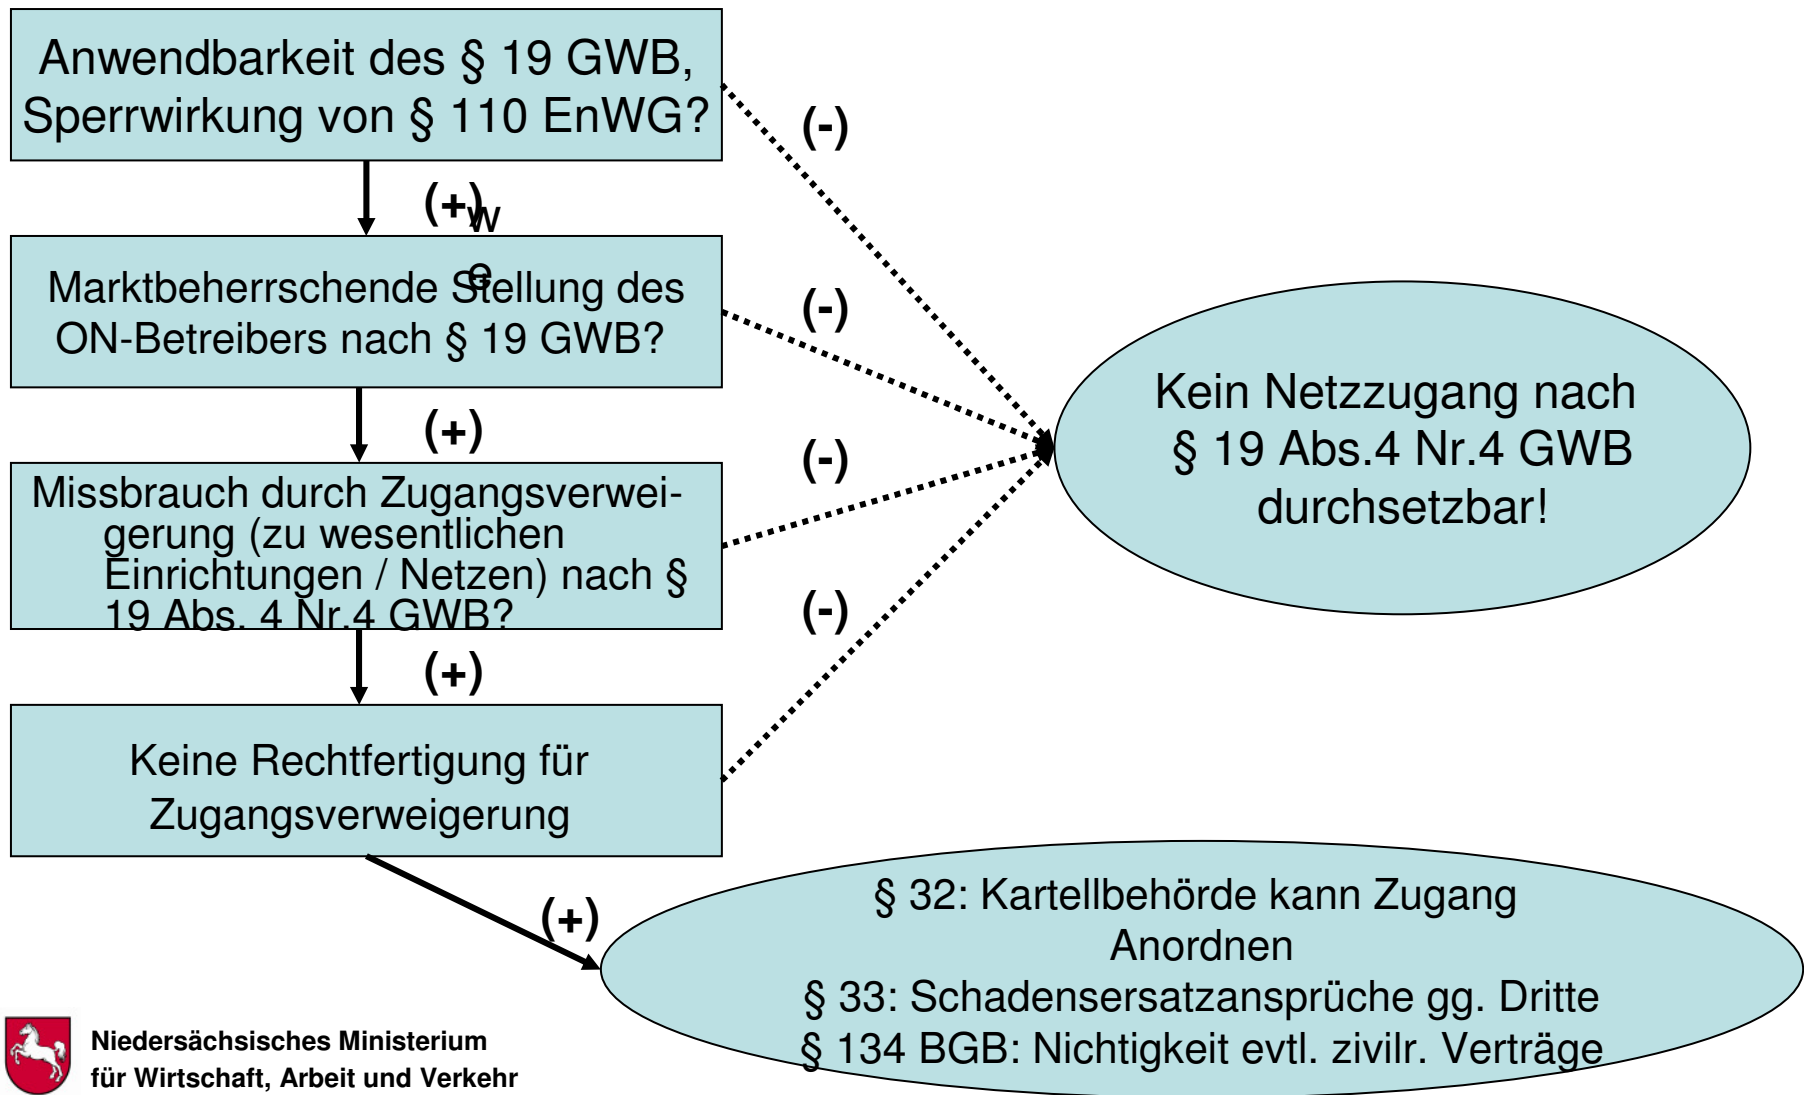 Anwendbarkeit des § 19 GWB,
Sperrwirkung von § 110 EnWG?
(-)
(+)
w
e
Marktbeherrschende Stellung des
ON-Betreibers nach § 19 GWB?
(-)
(+)
Missbrauch durch Zugangsverwei-
gerung (zu wesentlichen
Einrichtungen / Netzen) nach §
19 Abs. 4 Nr.4 GWB?
(-)
(+)
Keine Rechtfertigung für
Zugangsverweigerung
(-)
(+)
Kein Netzzugang nach
§ 19 Abs.4 Nr.4 GWB
durchsetzbar!
§ 32: Kartellbehörde kann Zugang
Anordnen
§ 33: Schadensersatzansprüche gg. Dritte
§ 134 BGB: Nichtigkeit evtl. zivilr. Verträge
Niedersächsisches Ministerium
für Wirtschaft, Arbeit und Verkehr